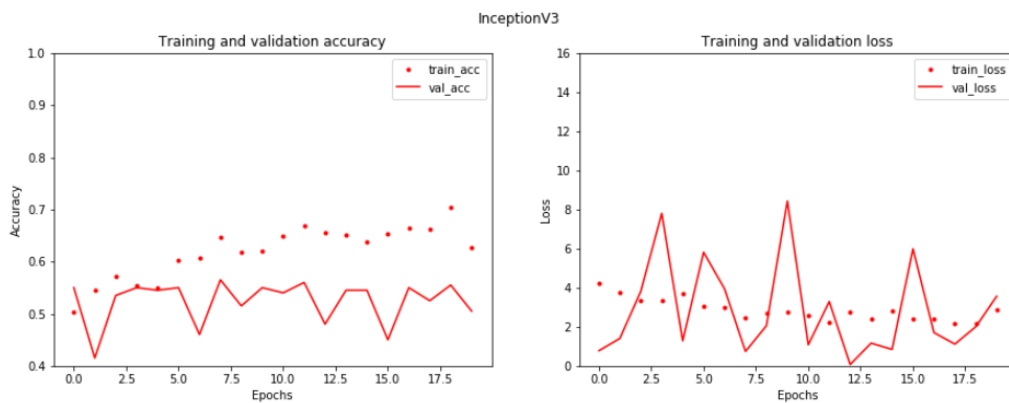 InceptionV3
Training and validation accuracy
1.0
0.9
0.8
0.7
0.6
0.5
0.4
Accuracy
train_acc
val_acc
0.0 2.5 5.0 7.5 10.0 12.5 15.0 17.5
Epochs
Training and validation loss
16
14
12
10
8
6
4
2
0
Loss
train_loss
val_loss
0.0 2.5 5.0 7.5 10.0 12.5 15.0 17.5
Epochs